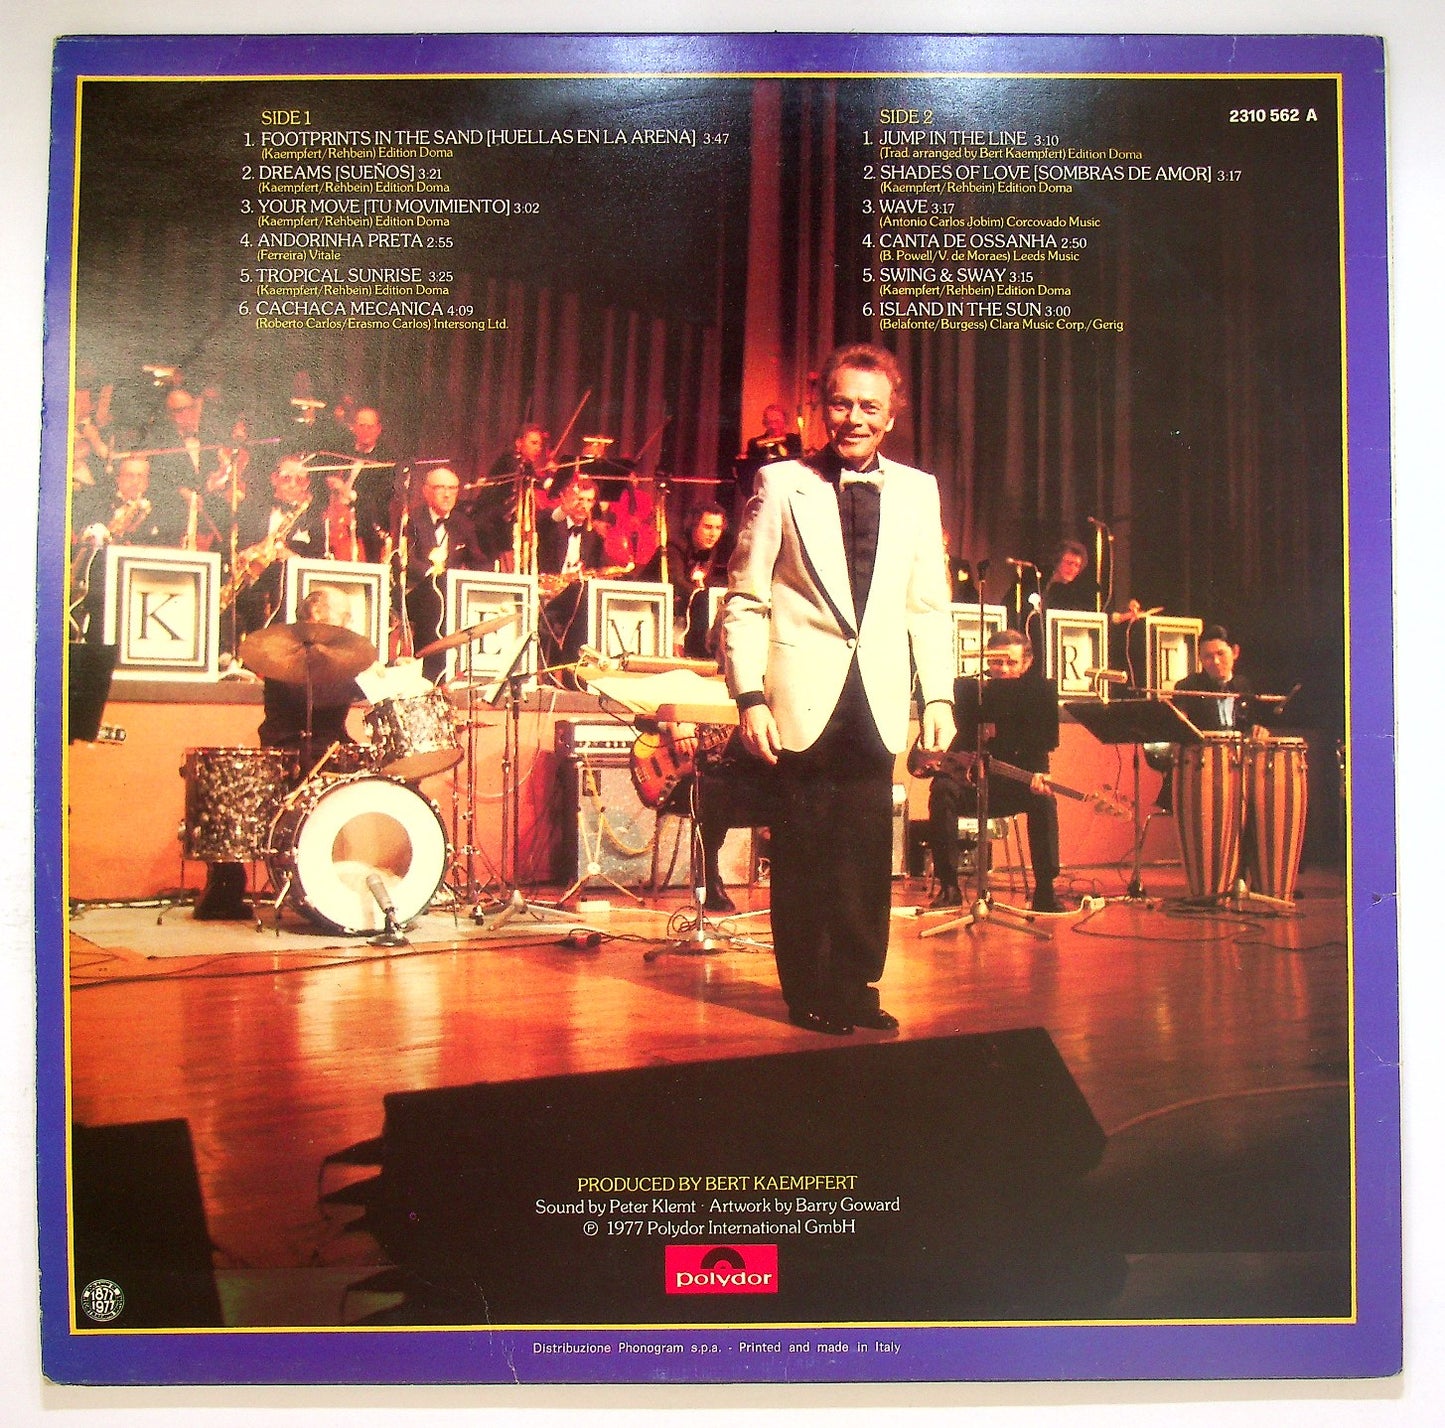 2310 562 A
SIDE 1
1. FOOTPRINTS IN THE SAND [HUELLAS EN LA ARENA] 3:47
(Kaempfert/Rehbein) Edition Doma
2. DREAMS [SUEÑOS] 3:21
(Kaempfert/Rehbein) Edition Doma
3. YOUR MOVE [TU MOVIMIENTO] 3:02
(Kaempfert/Rehbein) Edition Doma
4. ANDORINHA PRETA 2:55
(Ferreira) Vitale
5. TROPICAL SUNRISE 3:25
(Kaempfert/Rehbein) Edition Doma
6. CACHACA MECANICA 4:09
(Roberto Carlos/Erasmo Carlos) Intersong Ltd.
SIDE 2
1. JUMP IN THE LINE 3:10
(Trad. arranged by Bert Kaempfert) Edition Doma
2. SHADES OF LOVE [SOMBRAS DE AMOR] 3:17
(Kaempfert/Rehbein) Edition Doma
3. WAVE 3:17
(Antonio Carlos Jobim) Corcovado Music
4. CANTA DE OSSANHA 2:50
(B. Powell/V. de Moraes) Leeds Music
5. SWING & SWAY 3:15
(Kaempfert/Rehbein) Edition Doma
6. ISLAND IN THE SUN 3:00
(Belafonte/Burgess) Clara Music Corp./Gerig
K E M E R T
PRODUCED BY BERT KAEMPFERT
Sound by Peter Klemt · Artwork by Barry Goward
℗ 1977 Polydor International GmbH
polydor
1877
1977
Distribuzione Phonogram s.p.a. - Printed and made in Italy